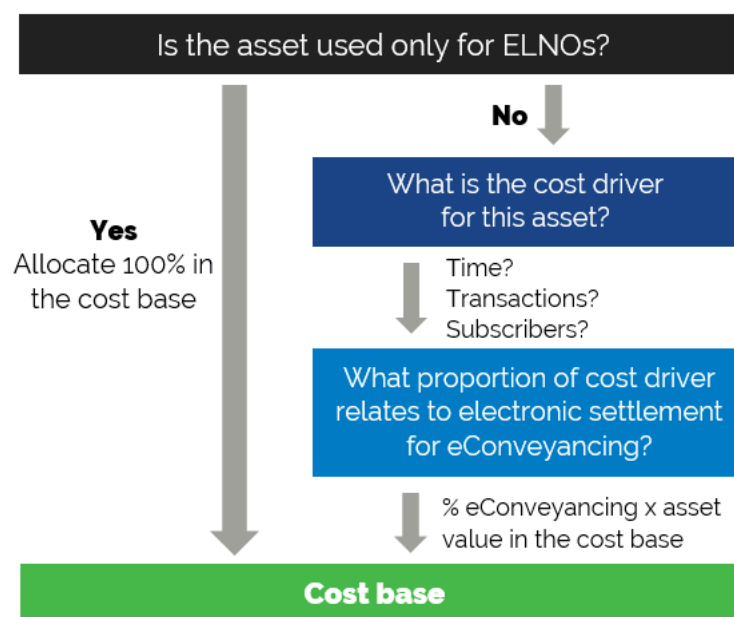 Is the asset used only for ELNOs?
No
What is the cost driver
for this asset?
Yes
Allocate 100% in
the cost base
Time?
Transactions?
Subscribers?
What proportion of cost driver
relates to electronic settlement
for eConveyancing?
% eConveyancing x asset
value in the cost base
Cost base